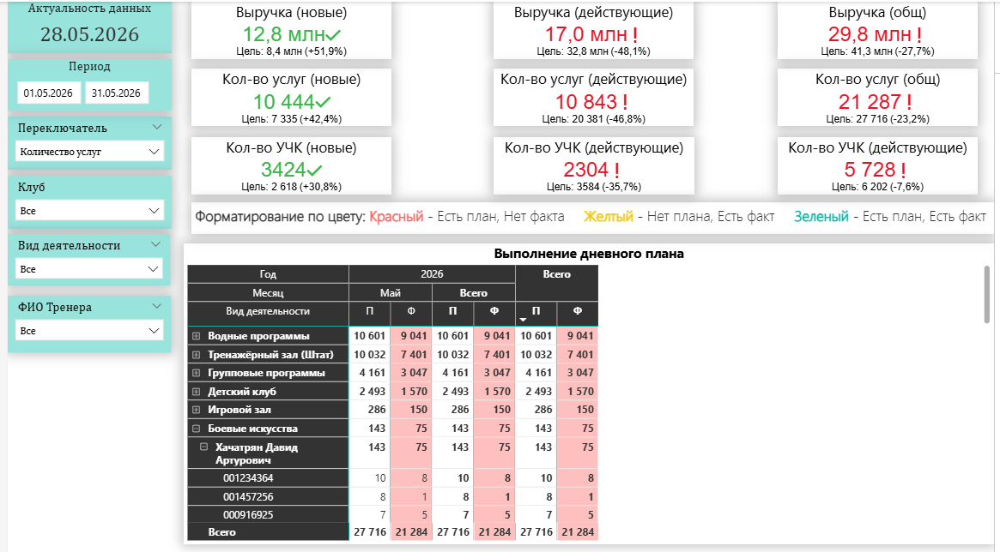 Актуальность данных
28.05.2026
Период
01.05.2026 31.05.2026
Переключатель
Количество услуг
Клуб
Все
Вид деятельности
Все
ФИО Тренера
Все
Выручка (новые)
12,8 млн
Цель: 8,4 млн (+51,9%)
Выручка (действующие)
17,0 млн !
Цель: 32,8 млн (-48,1%)
Выручка (общ)
29,8 млн !
Цель: 41,3 млн (-27,7%)
Кол-во услуг (новые)
10 444
Цель: 7 335 (+42,4%)
Кол-во услуг (действующие)
10 843 !
Цель: 20 381 (-46,8%)
Кол-во услуг (общ)
21 287 !
Цель: 27 716 (-23,2%)
Кол-во УЧК (новые)
3424
Цель: 2 618 (+30,8%)
Кол-во УЧК (действующие)
2304 !
Цель: 3584 (-35,7%)
Кол-во УЧК (действующие)
5 728 !
Цель: 6 202 (-7,6%)
Форматирование по цвету: Красный - Есть план, Нет факта Желтый - Нет плана, Есть факт Зеленый - Есть план, Есть факт
Выполнение дневного плана
Год 2026 Всего
Месяц Май Всего
Вид деятельности П Ф П Ф П Ф
Водные программы 10 601 9 041 10 601 9 041 10 601 9 041
Тренажёрный зал (Штат) 10 032 7 401 10 032 7 401 10 032 7 401
Групповые программы 4 161 3 047 4 161 3 047 4 161 3 047
Детский клуб 2 493 1 570 2 493 1 570 2 493 1 570
Игровой зал 286 150 286 150 286 150
Боевые искусства 143 75 143 75 143 75
Хачатрян Давид 143 75 143 75 143 75
Артурович
001234364 10 8 10 8 10 8
001457256 8 1 8 1 8 1
000916925 7 5 7 5 7 5
Всего 27 716 21 284 27 716 21 284 27 716 21 284